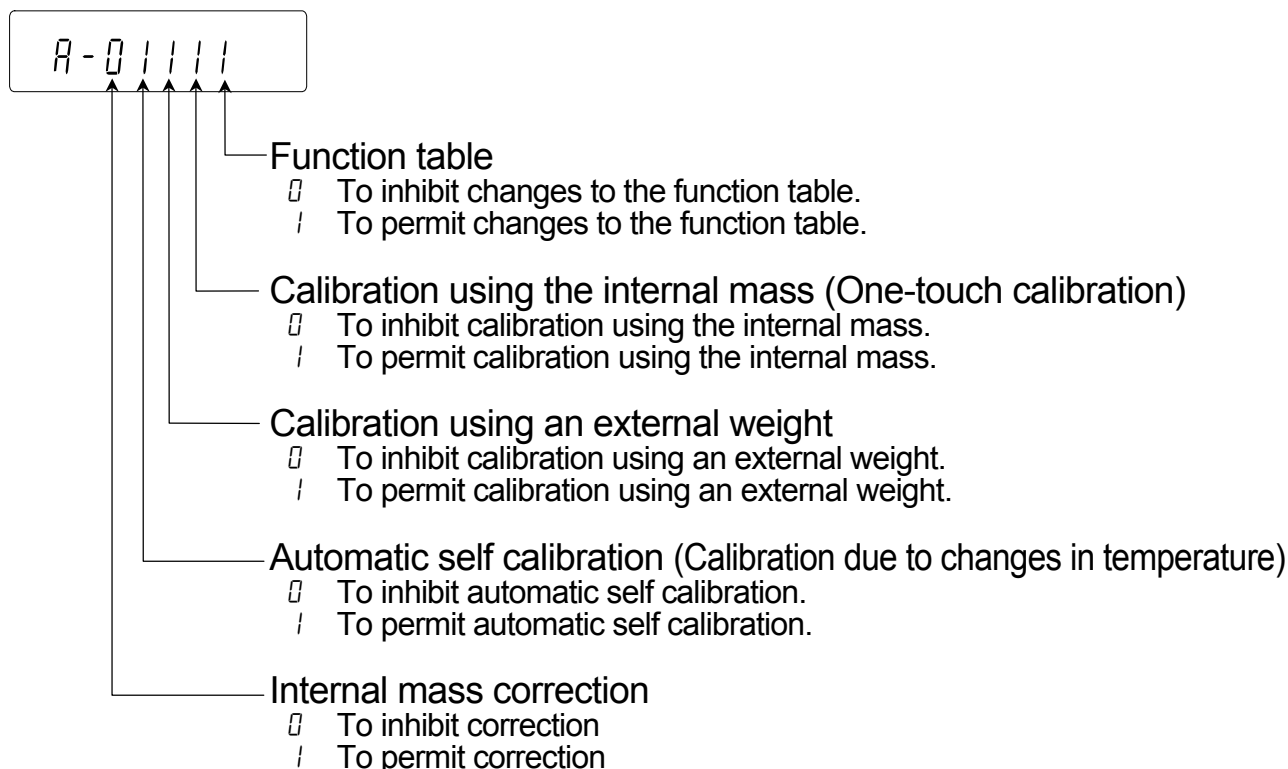 A-01111
Function table
0 To inhibit changes to the function table.
1 To permit changes to the function table.
Calibration using the internal mass (One-touch calibration)
0 To inhibit calibration using the internal mass.
1 To permit calibration using the internal mass.
Calibration using an external weight
0 To inhibit calibration using an external weight.
1 To permit calibration using an external weight.
Automatic self calibration (Calibration due to changes in temperature)
0 To inhibit automatic self calibration.
1 To permit automatic self calibration.
Internal mass correction
0 To inhibit correction
1 To permit correction